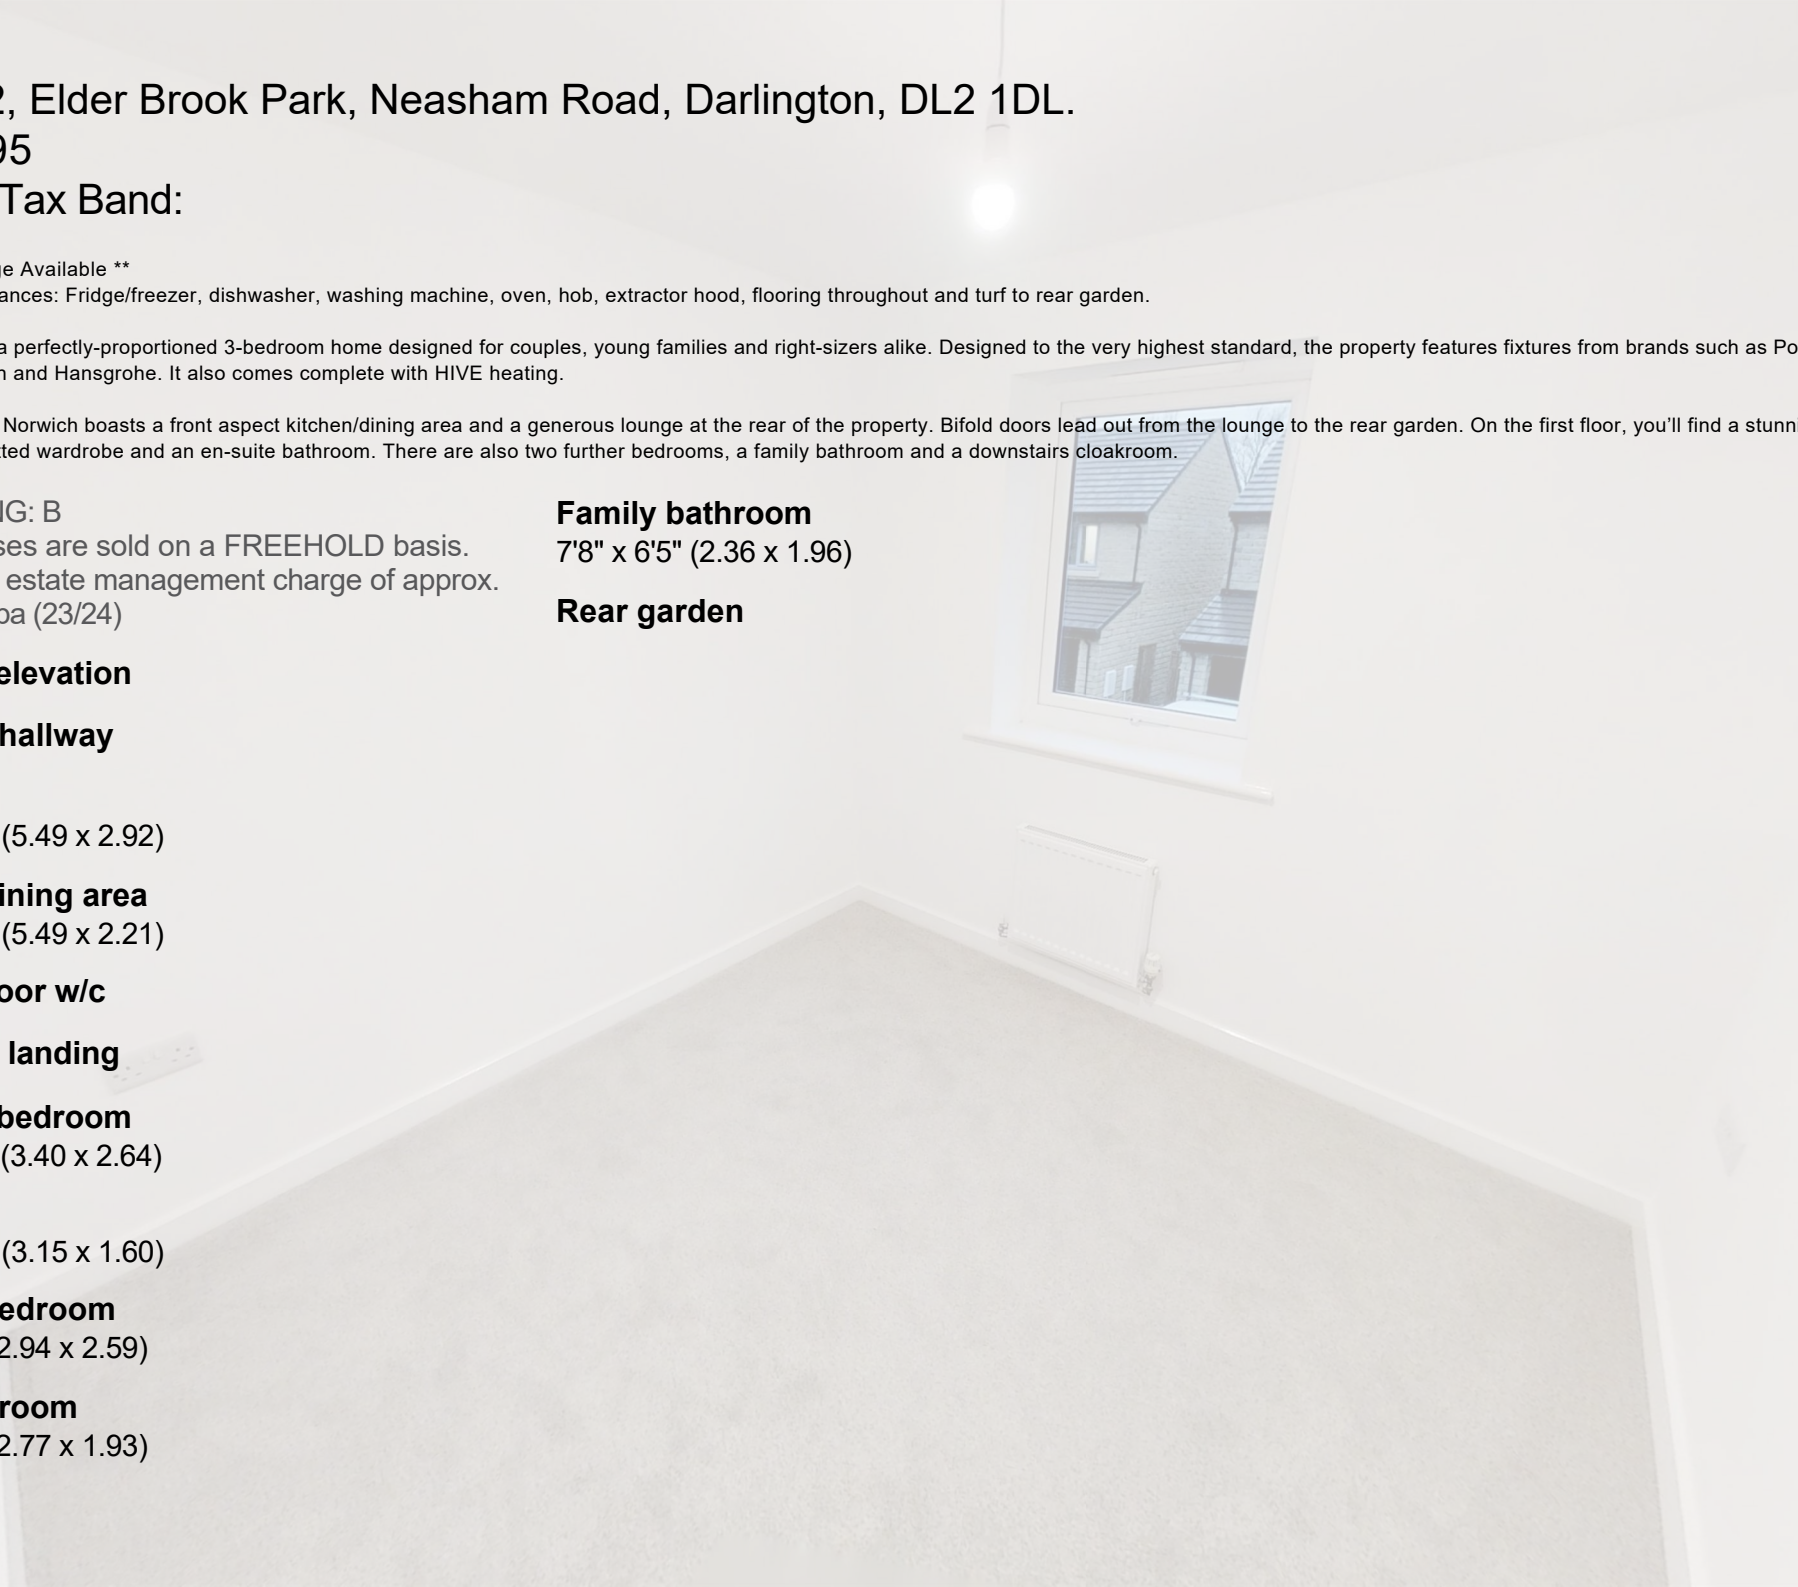 2, Elder Brook Park, Neasham Road, Darlington, DL2 1DL.
95
Tax Band:
ge Available **
ances: Fridge/freezer, dishwasher, washing machine, oven, hob, extractor hood, flooring throughout and turf to rear garden.
a perfectly-proportioned 3-bedroom home designed for couples, young families and right-sizers alike. Designed to the very highest standard, the property features fixtures from brands such as Po
n and Hansgrohe. It also comes complete with HIVE heating.
Norwich boasts a front aspect kitchen/dining area and a generous lounge at the rear of the property. Bifold doors lead out from the lounge to the rear garden. On the first floor, you’ll find a stunni
tted wardrobe and an en-suite bathroom. There are also two further bedrooms, a family bathroom and a downstairs cloakroom.
NG: B
ses are sold on a FREEHOLD basis.
estate management charge of approx.
pa (23/24)
elevation
hallway
(5.49 x 2.92)
ining area
(5.49 x 2.21)
oor w/c
landing
bedroom
(3.40 x 2.64)
(3.15 x 1.60)
edroom
2.94 x 2.59)
room
2.77 x 1.93)
Family bathroom
7'8" x 6'5" (2.36 x 1.96)
Rear garden